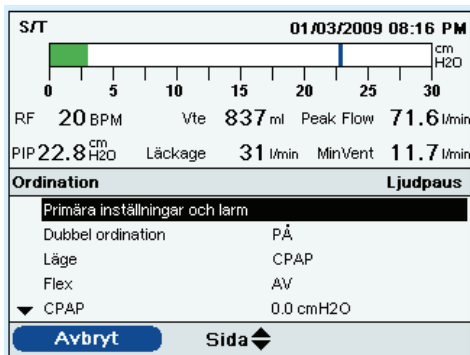 S/T 01/03/2009 08:16 PM
cm
H2O
0 5 10 15 20 25 30
RF 20 BPM Vte 837 ml Peak Flow 71.6 l/min
PIP 22.8 cm H2O Läckage 31 l/min MinVent 11.7 l/min
Ordination Ljudpaus
Primära inställningar och larm
Dubbel ordination PÅ
Läge CPAP
Flex AV
CPAP 0.0 cmH2O
Avbryt Sida